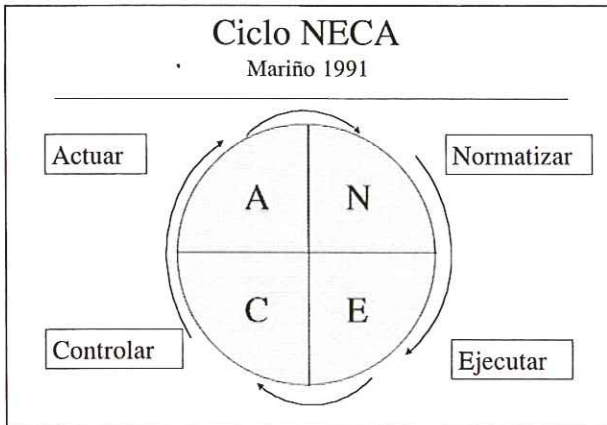 Ciclo NECA
Mariño 1991
Actuar
Normatizar
A
N
C
E
Controlar
Ejecutar